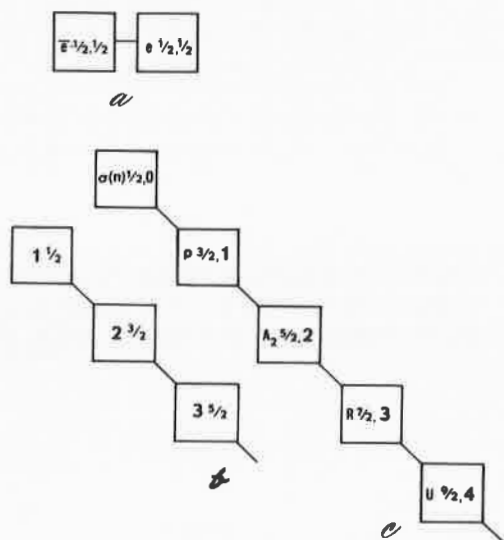 ē -1/2,1/2
e 1/2,1/2
a
σ(n) 1/2,0
1 1/2
ρ 3/2,1
2 3/2
A₂ 5/2,2
3 5/2
R 7/2,3
b
U 9/2,4
c